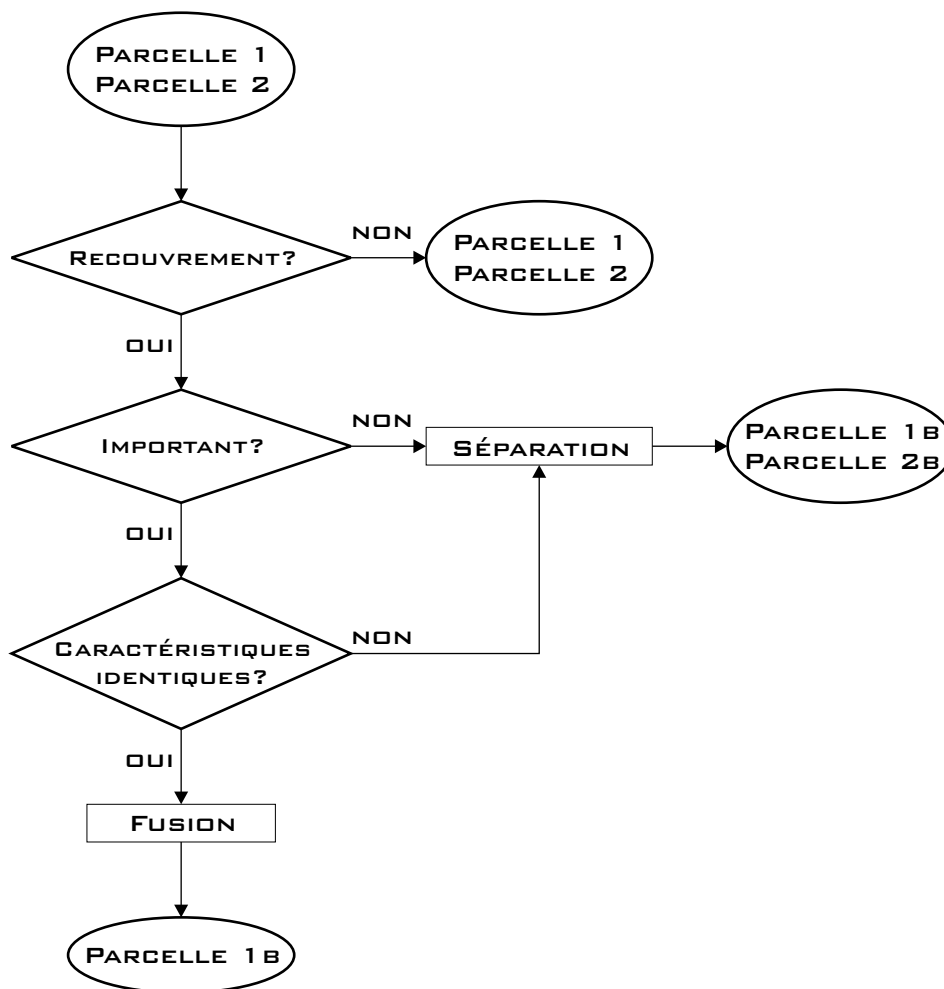 Parcelle 1
Parcelle 2
Recouvrement?
NON
Parcelle 1
Parcelle 2
OUI
Important?
NON
Séparation
Parcelle 1b
Parcelle 2b
OUI
Caractéristiques
identiques?
NON
OUI
Fusion
Parcelle 1b